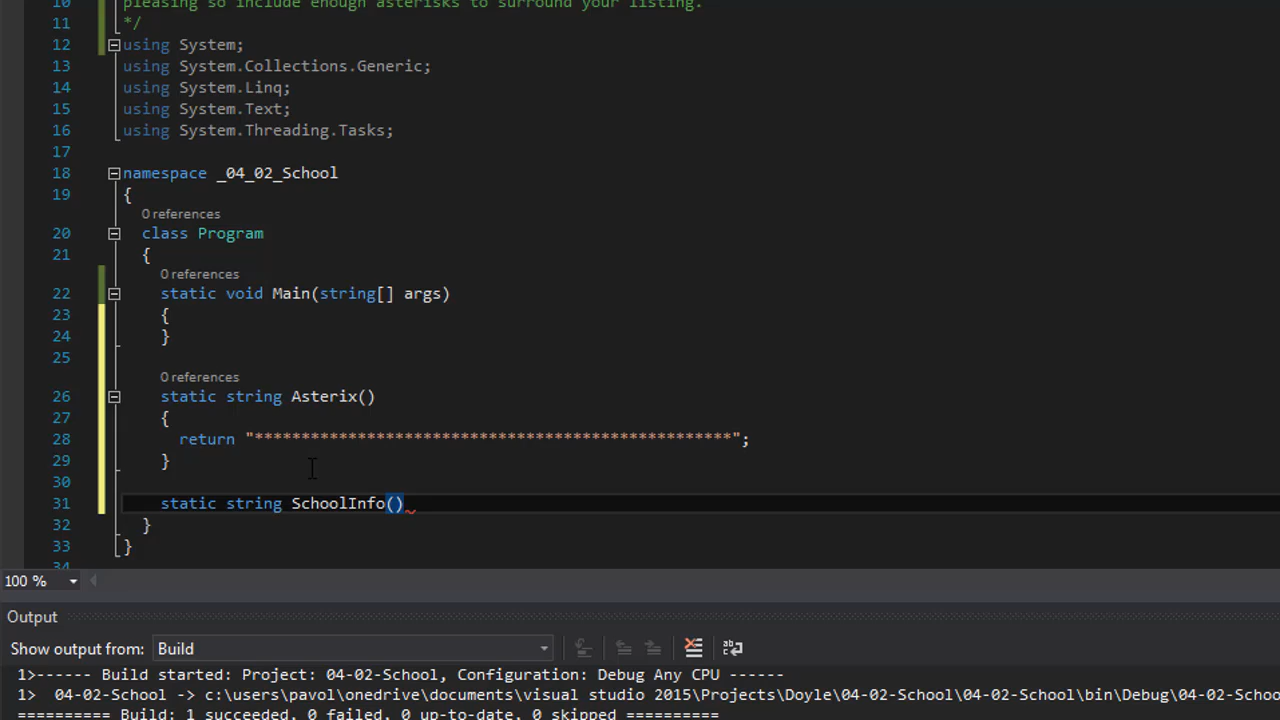 10 pleasing so include enough asterisks to surround your listing.
11 */
12 using System;
13 using System.Collections.Generic;
14 using System.Linq;
15 using System.Text;
16 using System.Threading.Tasks;
17
18 namespace _04_02_School
19 {
0 references
20 class Program
21 {
0 references
22 static void Main(string[] args)
23 {
24 }
25
0 references
26 static string Asterix()
27 {
28 return "***************************************************";
29 }
30
31 static string SchoolInfo()
32 }
33 }
34
100 %
Output
Show output from: Build
1>------ Build started: Project: 04-02-School, Configuration: Debug Any CPU ------
1> 04-02-School -> c:\users\pavol\onedrive\documents\visual studio 2015\Projects\Doyle\04-02-School\04-02-School\bin\Debug\04-02-Schoo
========== Build: 1 succeeded, 0 failed, 0 up-to-date, 0 skipped ==========